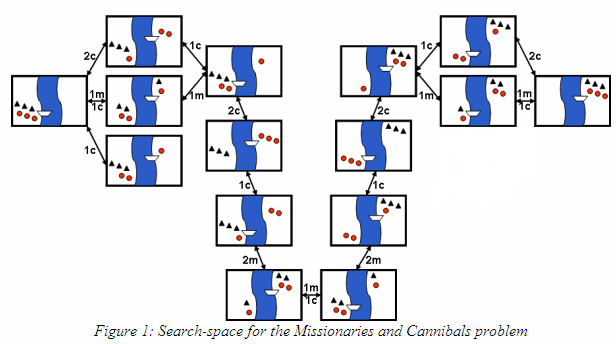 2c
1c
1c
2c
1m
1c
1m
1m
1m
1c
1c
2c
2c
1c
1c
2m
2m
1m
1c
Figure 1: Search-space for the Missionaries and Cannibals problem